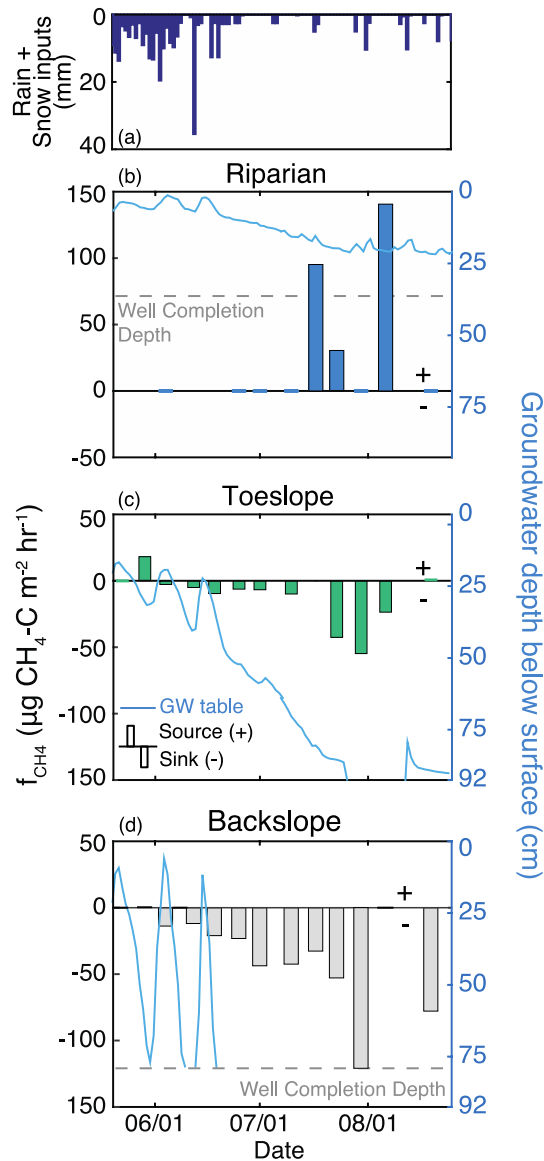 Rain +
Snow inputs
(mm)
0
20
40
(a)
(b)
Riparian
150
100
50
0
-50
0
25
50
75
Well Completion
Depth
+
-
(c)
Toeslope
50
0
-50
-100
150
0
25
50
75
92
+
-
GW table
Source (+)
Sink (-)
f_CH4 (µg CH4-C m⁻² hr⁻¹)
Groundwater depth below surface (cm)
(d)
Backslope
50
0
-50
-100
150
0
25
50
75
92
+
-
Well Completion Depth
06/01
07/01
08/01
Date